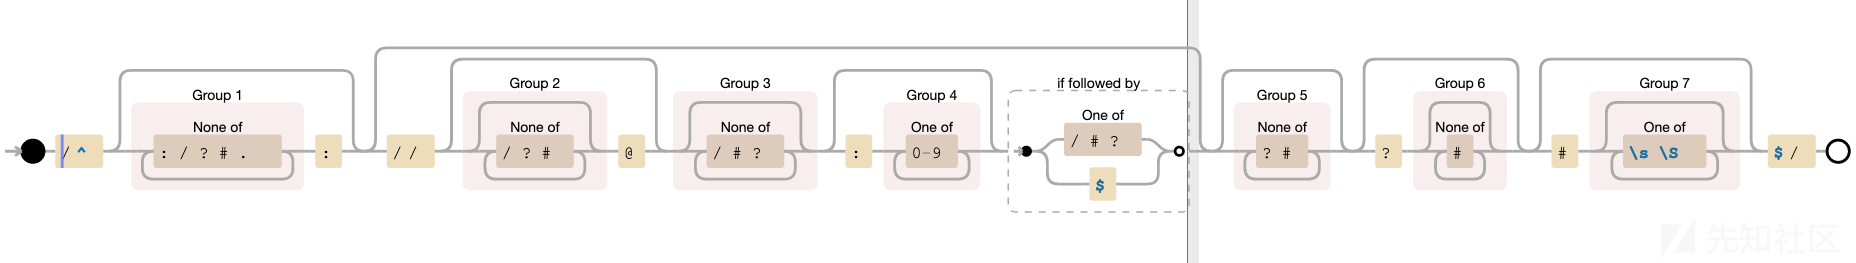 / ^
Group 1
None of
: / ? # .
:
/ /
Group 2
None of
/ ? #
@
Group 3
None of
/ # ?
:
Group 4
One of
0-9
if followed by
One of
/ # ?
$
Group 5
None of
? #
?
Group 6
None of
#
#
Group 7
One of
\s \S
$ /
先知社区